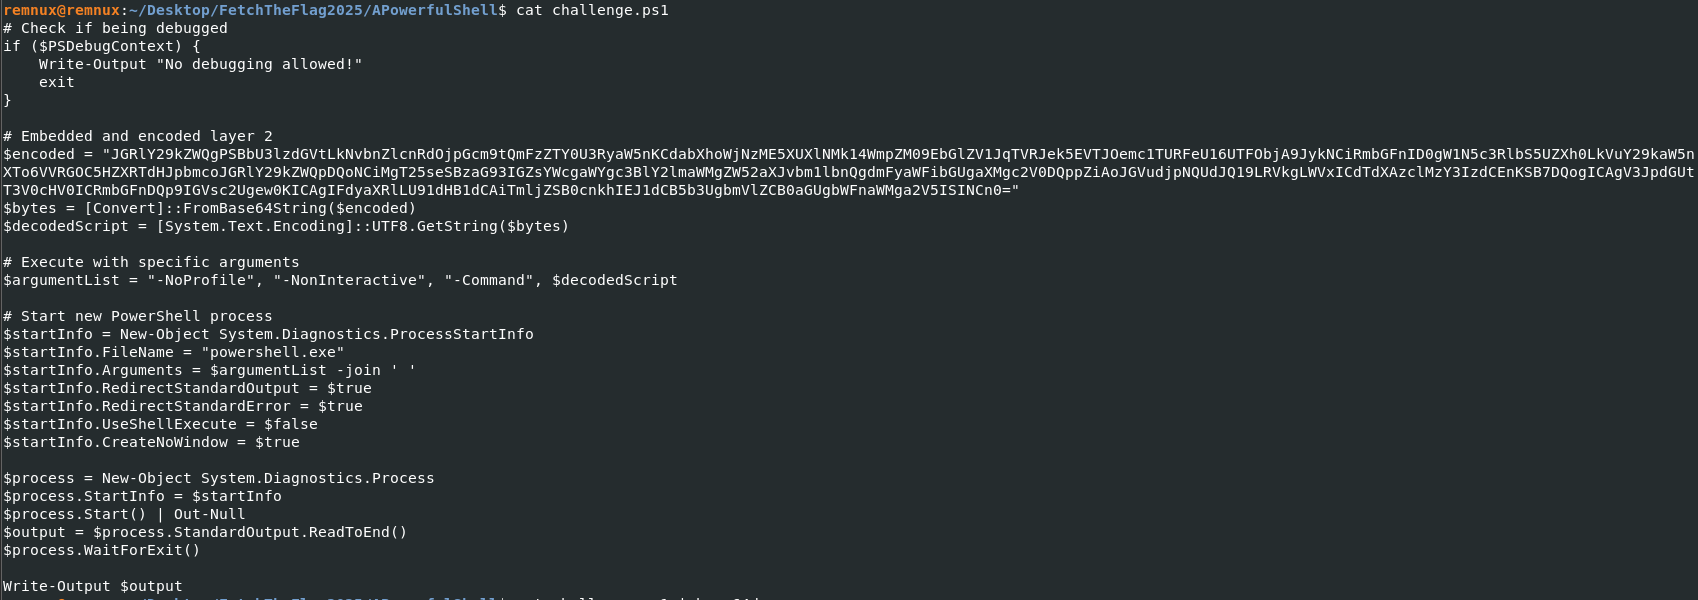 remnux@remnux:~/Desktop/FetchTheFlag2025/APowerfulShell$ cat challenge.ps1
# Check if being debugged
if ($PSDebugContext) {
    Write-Output "No debugging allowed!"
    exit
}

# Embedded and encoded layer 2
$encoded = "JGRlY29kZWQgPSBbU3lzdGVtLkNvbnZlcnRdOjpGcm9tQmFzZTY0U3RyaW5nKCdabXhoWjNzME5XUXlNMk14WmpZM09EbGlZV1JqTVRJek5EVTJOemc1TURFeU16UTFObjA9JykNCiRmbGFnID0gW1N5c3RlbS5UZXh0LkVuY29kaW5n
XTo6VVRGOC5HZXRTdHJpbmcoJGRlY29kZWQpDQoNCiMgT25seSBzaG93IGZsYWcgaWYgc3BlY2lmaWMgZW52aXJvbm1lbnQgdmFyaWFibGUgaXMgc2V0DQppZiAoJGVudjpNQUdJQ19LRVkgLWVxICdTdXAzclMzY3IzdCEnKSB7DQogICAgV3JpdGUt
T3V0cHV0ICRmbGFnDQp9IGVsc2Ugew0KICAgIFdyaXRlLU91dHB1dCAiTmljZSB0cnkhIEJ1dCB5b3UgbmVlZCB0aGUgbWFnaWMga2V5ISINCn0="
$bytes = [Convert]::FromBase64String($encoded)
$decodedScript = [System.Text.Encoding]::UTF8.GetString($bytes)

# Execute with specific arguments
$argumentList = "-NoProfile", "-NonInteractive", "-Command", $decodedScript

# Start new PowerShell process
$startInfo = New-Object System.Diagnostics.ProcessStartInfo
$startInfo.FileName = "powershell.exe"
$startInfo.Arguments = $argumentList -join ' '
$startInfo.RedirectStandardOutput = $true
$startInfo.RedirectStandardError = $true
$startInfo.UseShellExecute = $false
$startInfo.CreateNoWindow = $true

$process = New-Object System.Diagnostics.Process
$process.StartInfo = $startInfo
$process.Start() | Out-Null
$output = $process.StandardOutput.ReadToEnd()
$process.WaitForExit()

Write-Output $output